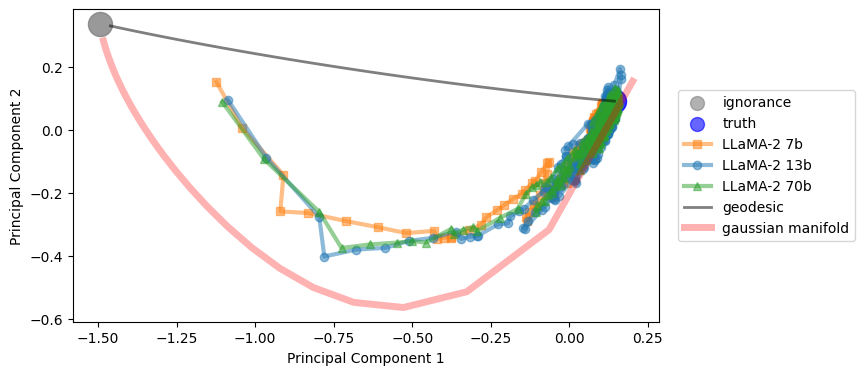 0.2
0.0
−0.2
−0.4
−0.6
Principal Component 2
−1.50
−1.25
−1.00
−0.75
−0.50
−0.25
0.00
0.25
Principal Component 1
ignorance
truth
LLaMA-2 7b
LLaMA-2 13b
LLaMA-2 70b
geodesic
gaussian manifold